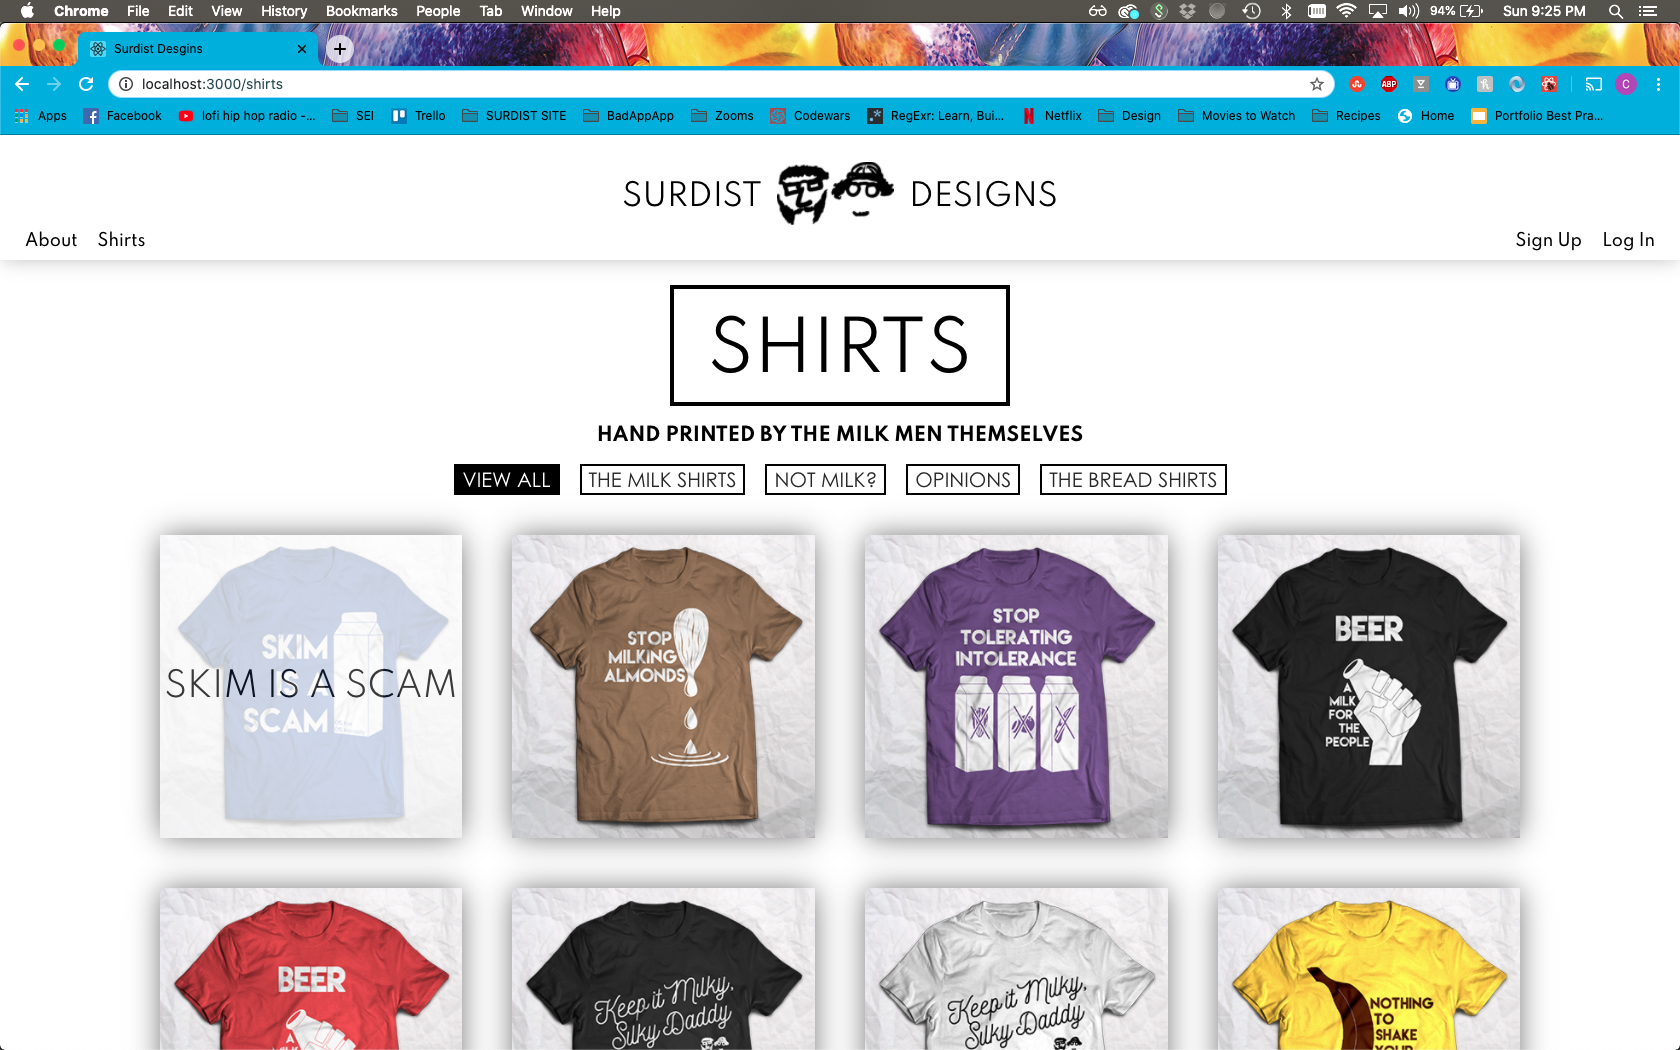 Chrome File Edit View History Bookmarks People Tab Window Help 94% Sun 9:25 PM
Surdist Desgins
localhost:3000/shirts
ABP
C
Apps Facebook lofi hip hop radio -... SEI Trello SURDIST SITE BadAppApp Zooms Codewars RegExr: Learn, Bui... Netflix Design Movies to Watch Recipes Home Portfolio Best Pra...
SURDIST DESIGNS
About Shirts Sign Up Log In
SHIRTS
HAND PRINTED BY THE MILK MEN THEMSELVES
VIEW ALL THE MILK SHIRTS NOT MILK? OPINIONS THE BREAD SHIRTS
SKIM
SKIM IS A SCAM
SCAM
STOP
MILKING
ALMONDS
STOP
TOLERATING
INTOLERANCE
BEER
A
MILK
FOR
THE
PEOPLE
BEER
A
Keep it Milky,
Silky Daddy
Keep it Milky,
Silky Daddy
NOTHING
TO
SHAKE